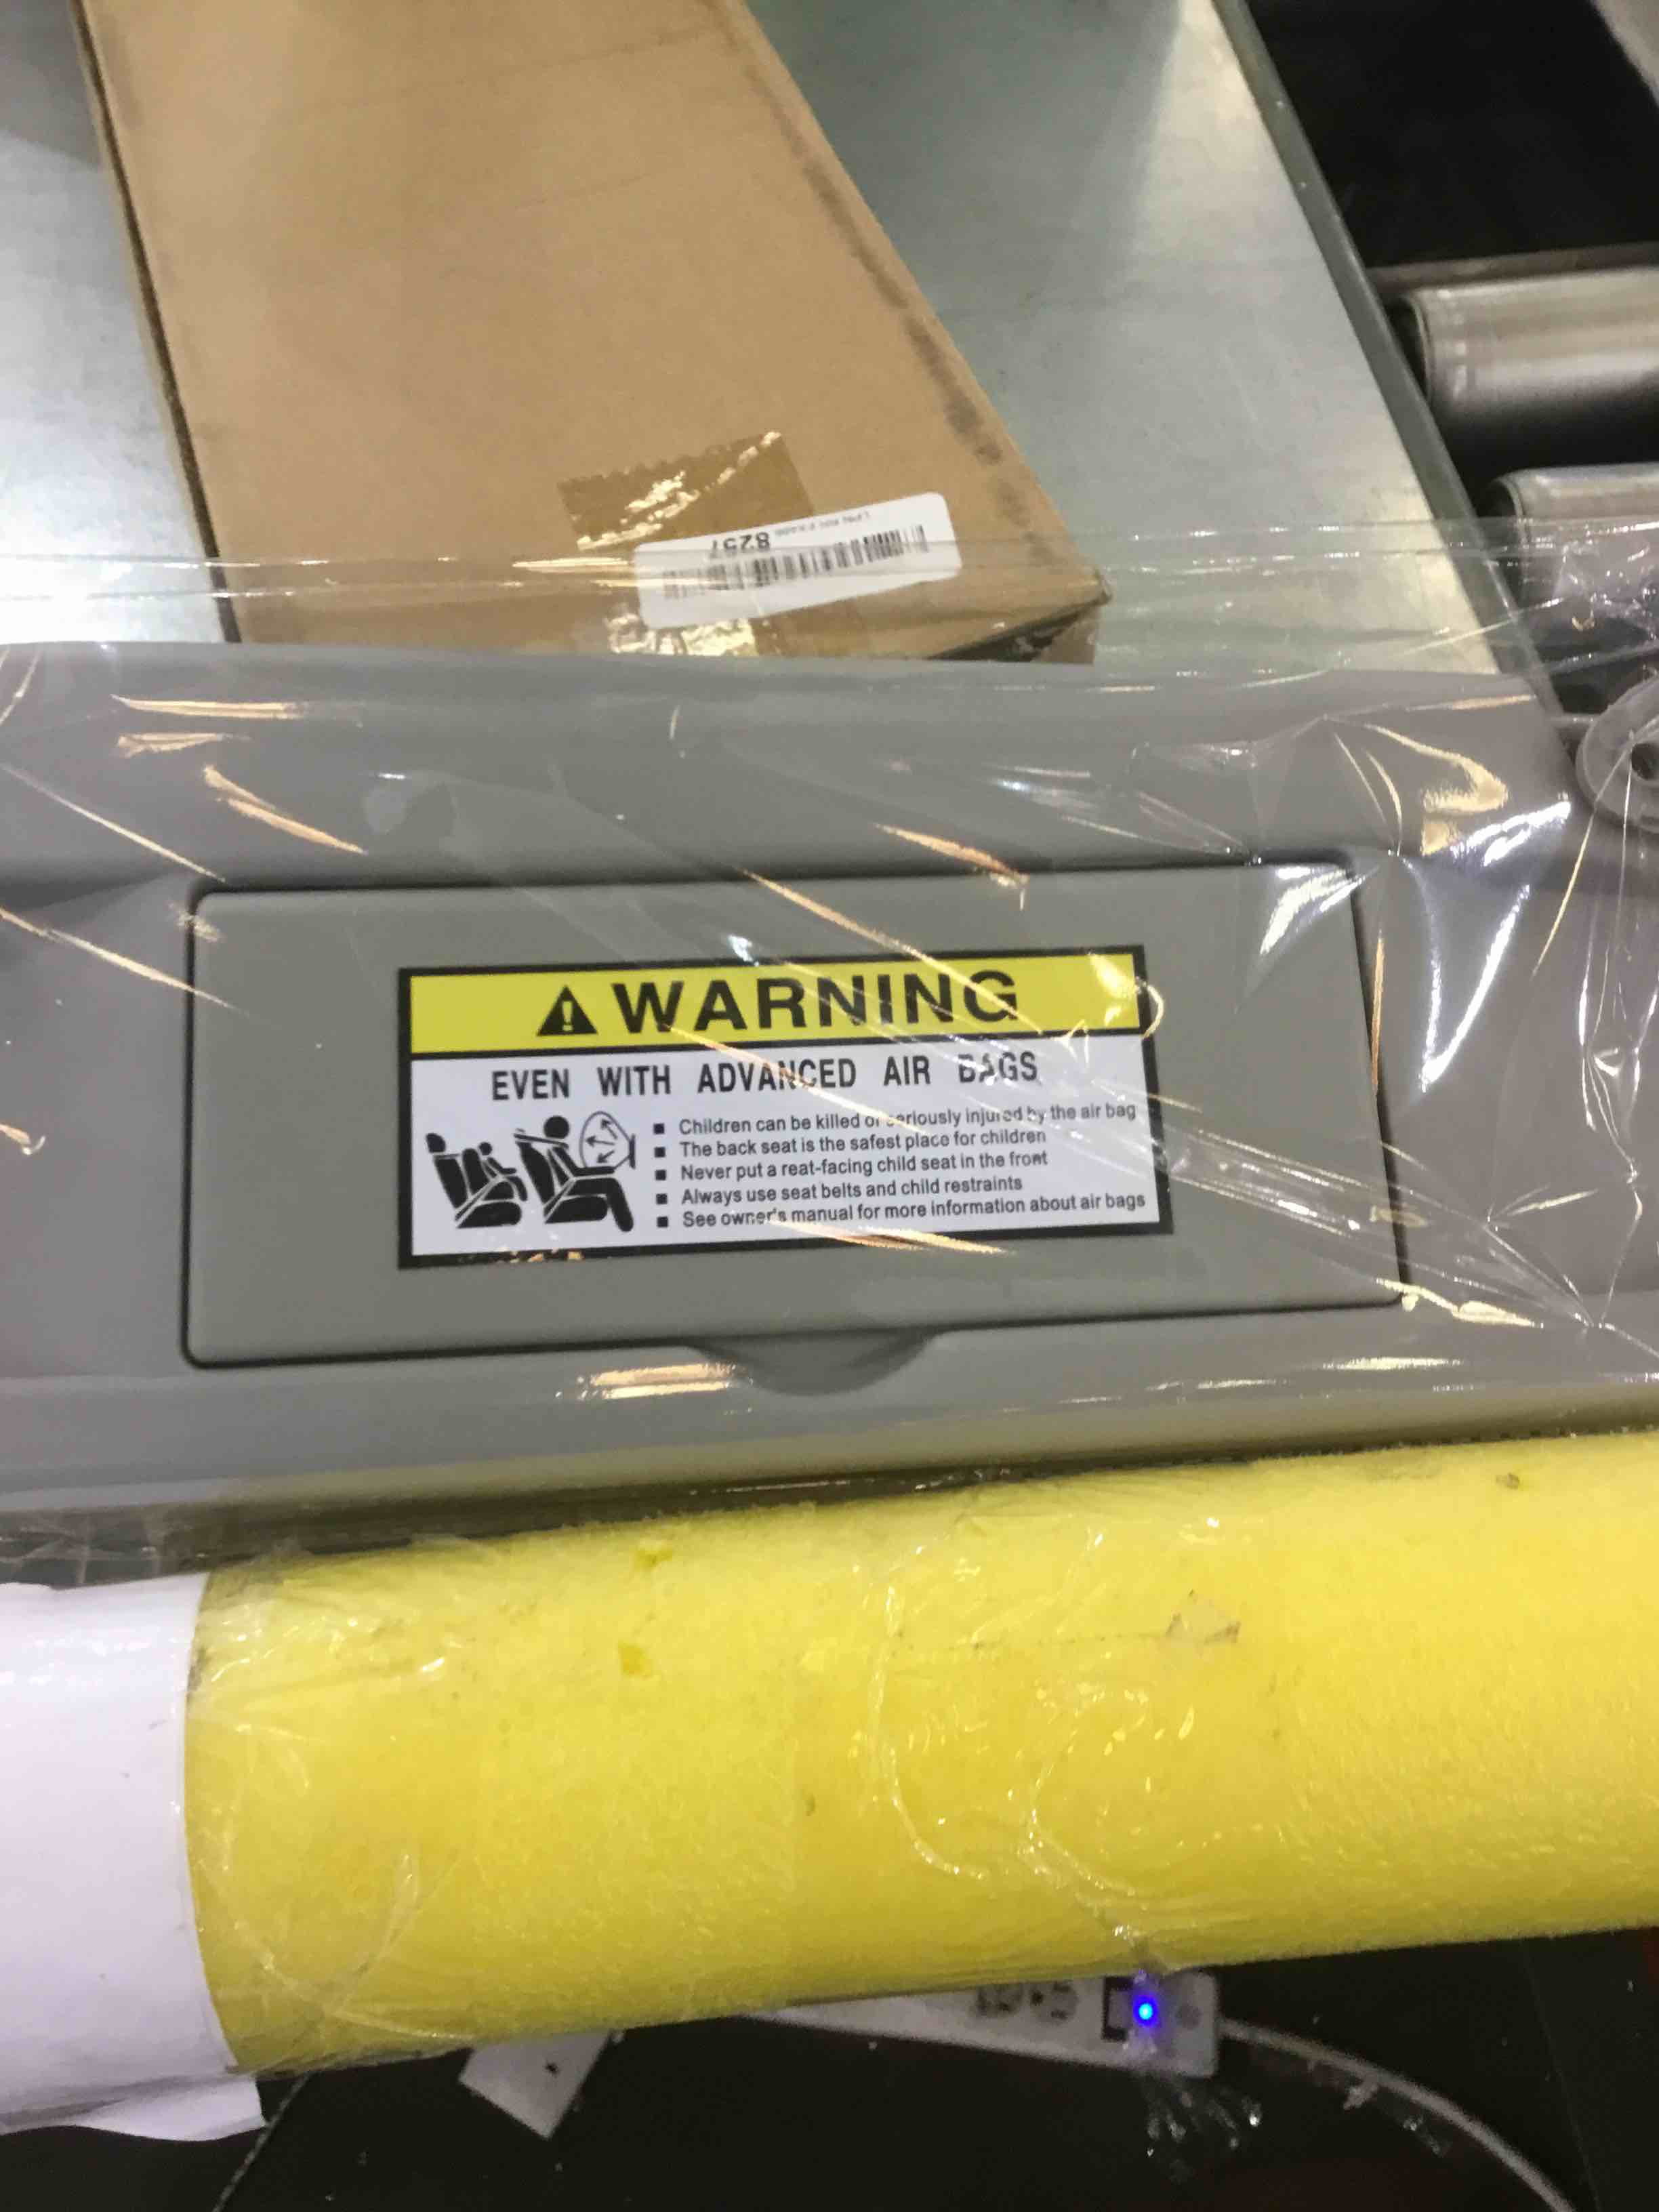 8257
WARNING
EVEN WITH ADVANCED AIR BAGS
Children can be killed or seriously injured by the air bag
The back seat is the safest place for children
Never put a reat-facing child seat in the front
Always use seat belts and child restraints
See owner's manual for more information about air bags